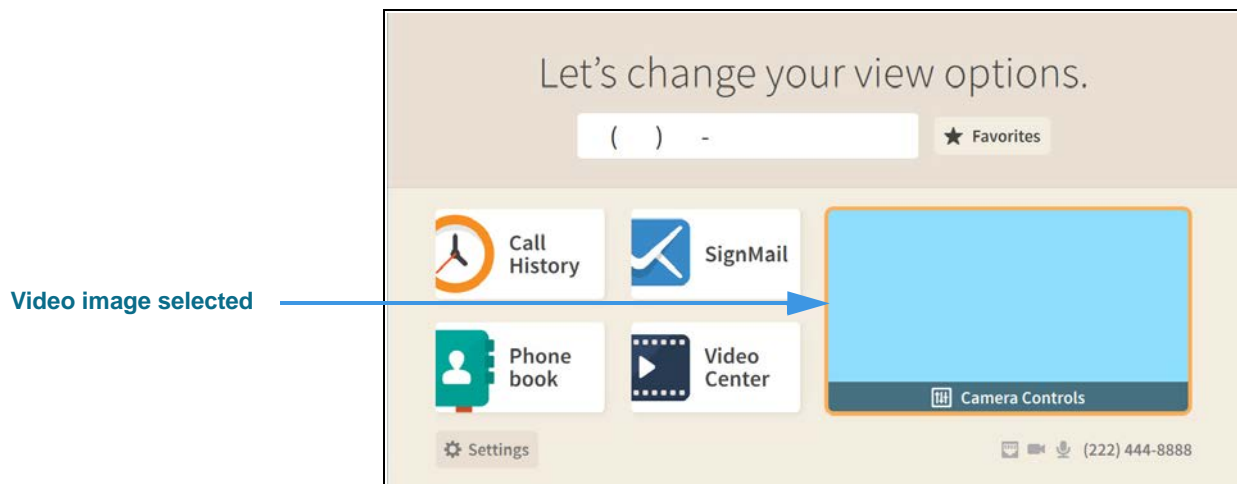 Let's change your view options.
( ) -
Favorites
Call
History
SignMail
Video image selected
Phone
book
Video
Center
Camera Controls
Settings
(222) 444-8888